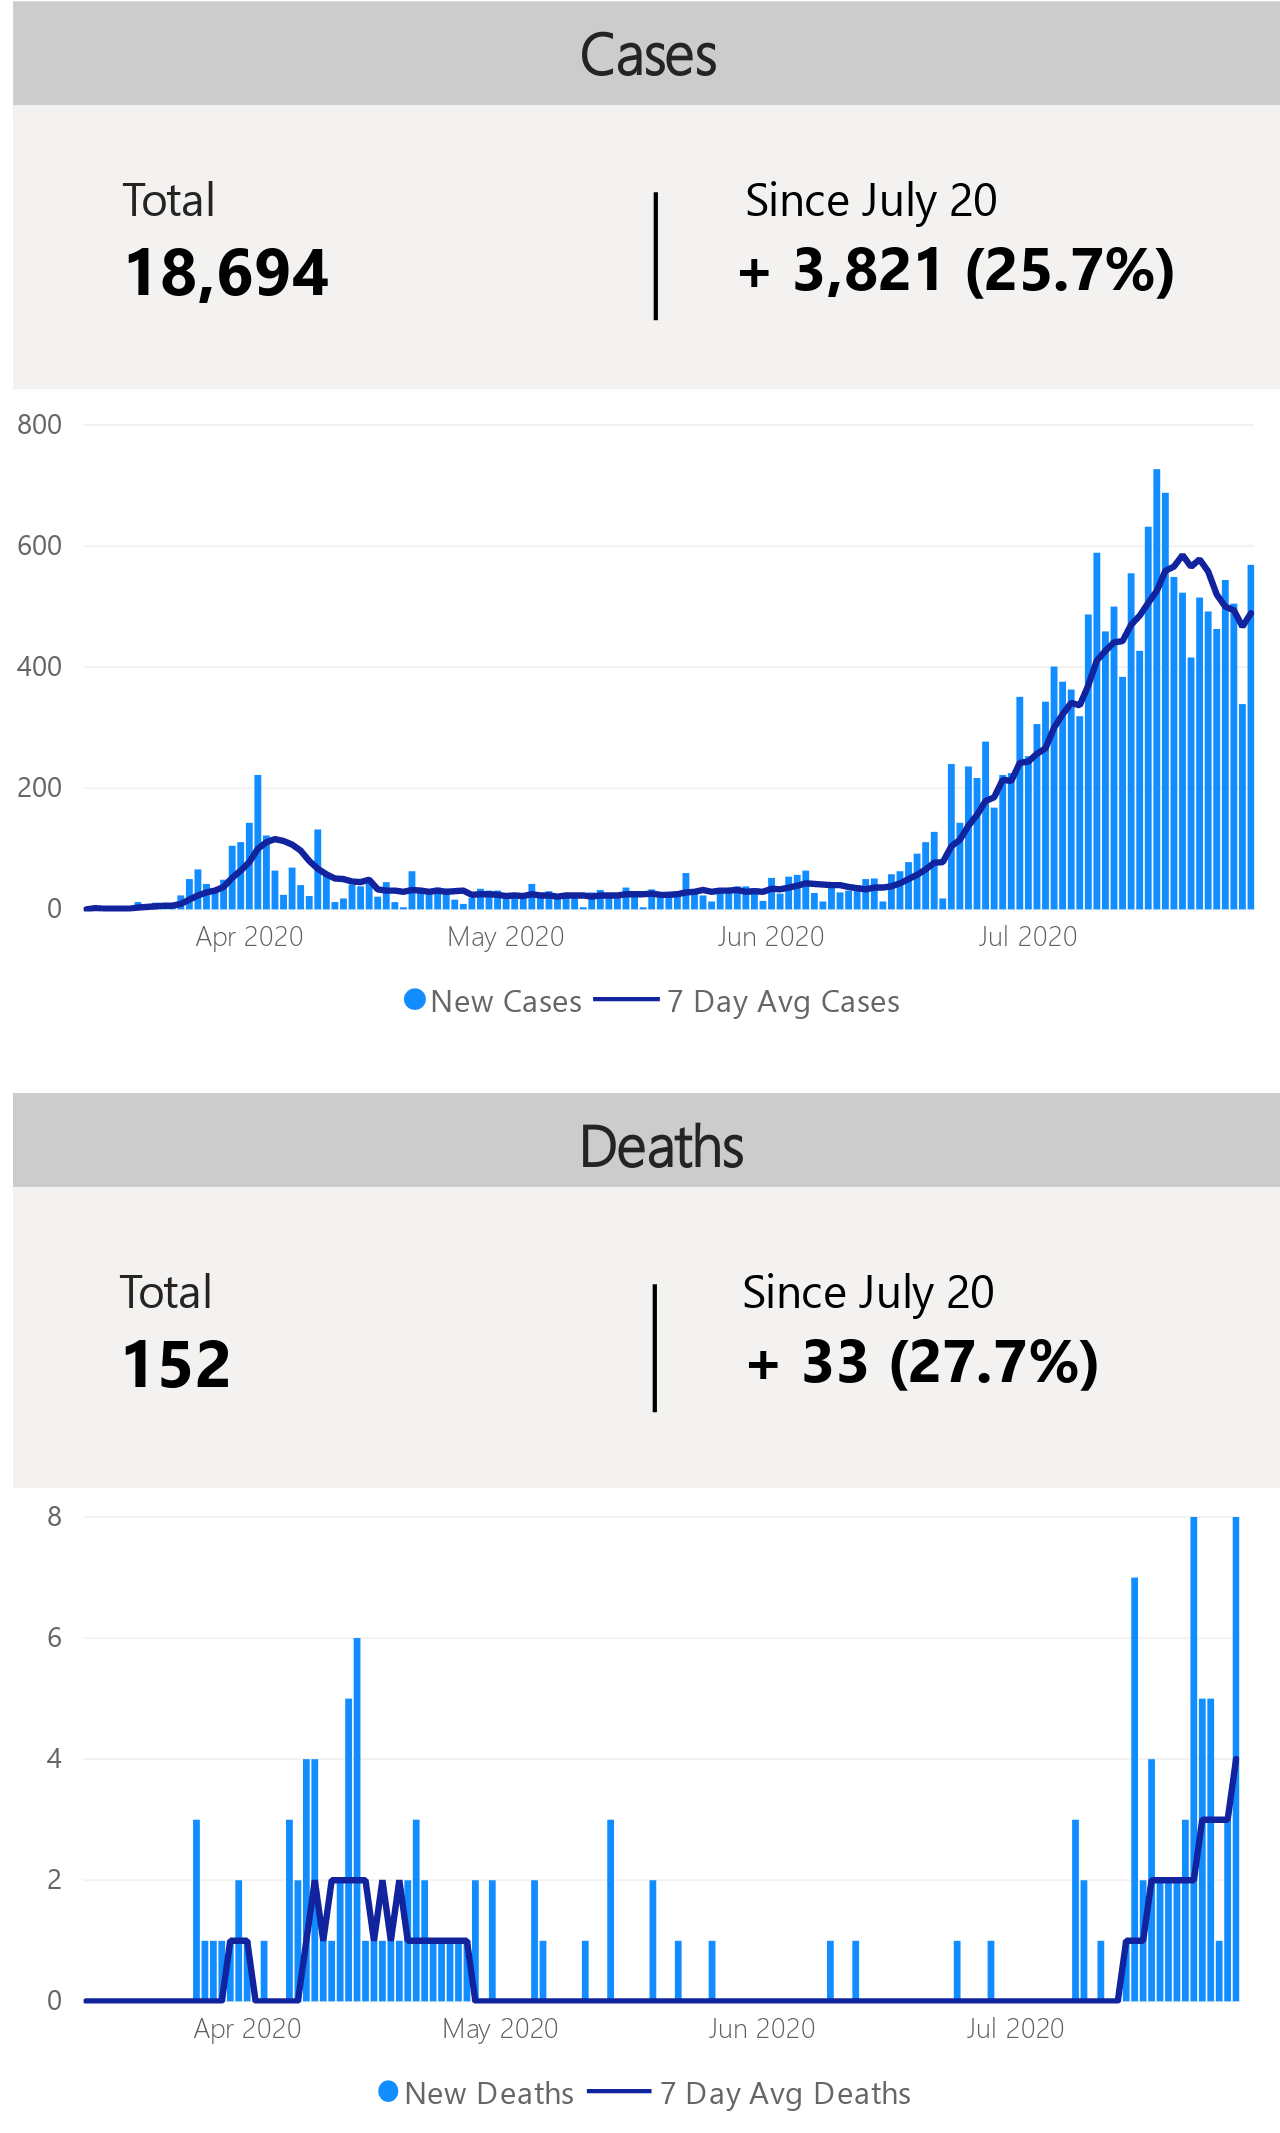 Cases
Total
18,694
Since July 20
+ 3,821 (25.7%)
800
600
400
200
0
Apr 2020 May 2020 Jun 2020 Jul 2020
New Cases 7 Day Avg Cases
Deaths
Total
152
Since July 20
+ 33 (27.7%)
8
6
4
2
0
Apr 2020 May 2020 Jun 2020 Jul 2020
New Deaths 7 Day Avg Deaths